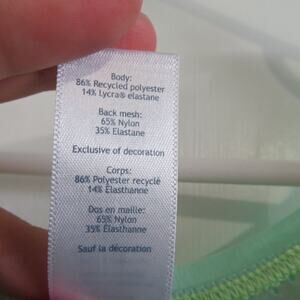 Body:
86% Recycled polyester
14% Lycra® elastane
Back mesh:
65% Nylon
35% Elastane
Exclusive of decoration
Corps:
86% Polyester recyclé
14% Élasthanne
Dos en maille:
65% Nylon
35% Élasthanne
Sauf la décoration